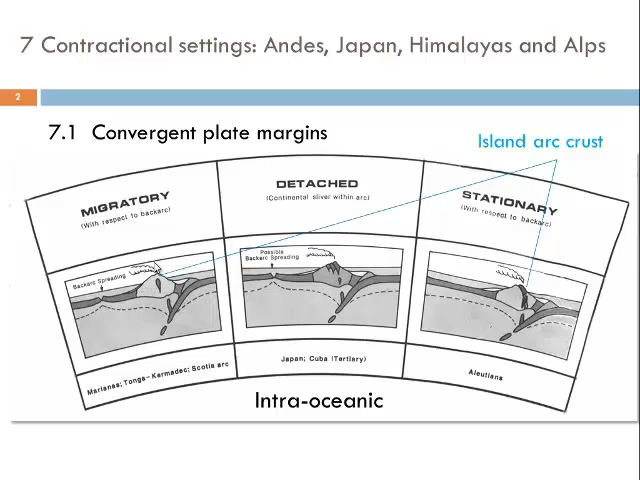 7 Contractional settings: Andes, Japan, Himalayas and Alps
2
7.1 Convergent plate margins
Island arc crust
MIGRATORY
(With respect to backarc)
DETACHED
(Continental sliver within arc)
STATIONARY
(With respect to backarc)
Backarc Spreading
Possible
Backarc Spreading
Marianas; Tonga-Kermadec; Scotia arc
Japan; Cuba (Tertiary)
Aleutians
Intra-oceanic